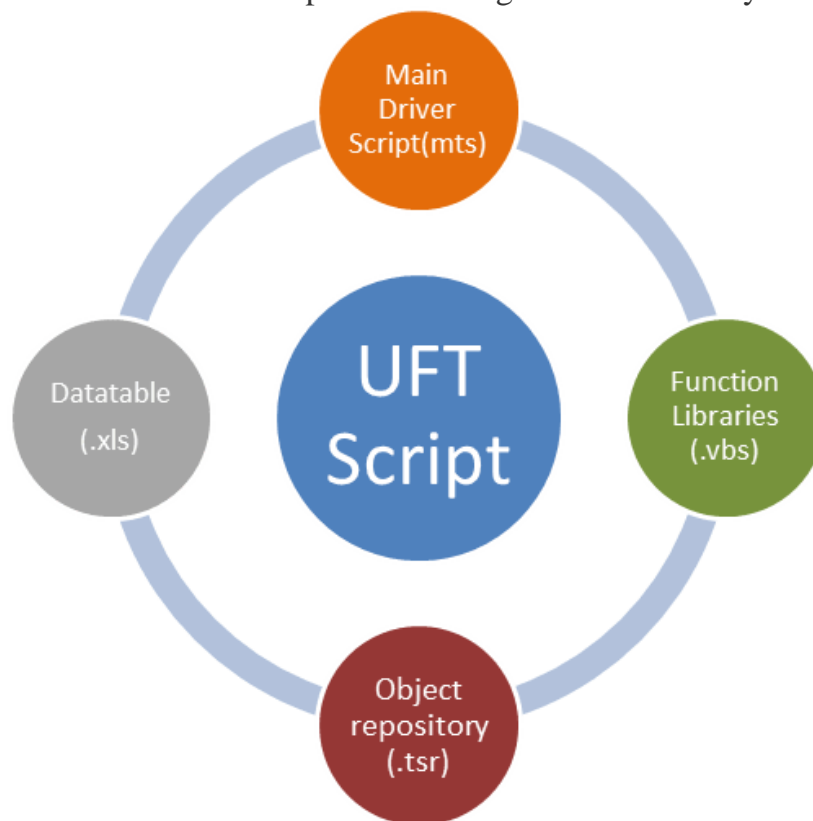 Main
Driver
Script(mts)
UFT
Script
Datatable
(.xls)
Function
Libraries
(.vbs)
Object
repository
(.tsr)